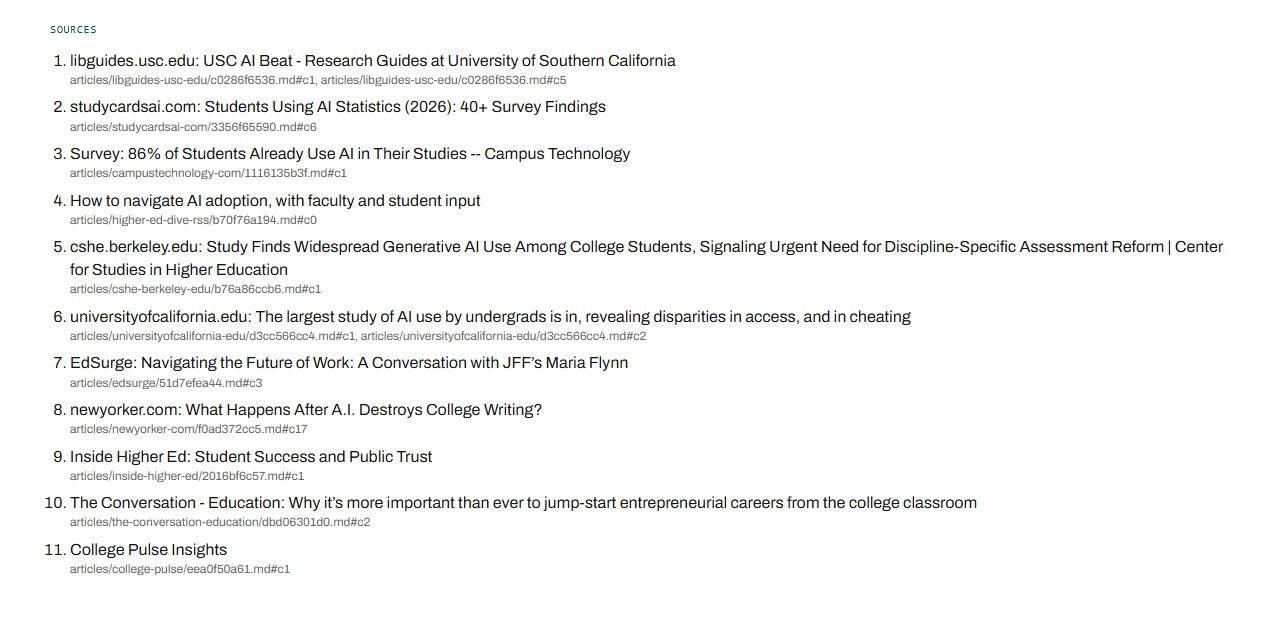 SOURCES
1. libguides.usc.edu: USC AI Beat - Research Guides at University of Southern California
articles/libguides-usc-edu/c0286f6536.md#c1, articles/libguides-usc-edu/c0286f6536.md#c5
2. studycardsai.com: Students Using AI Statistics (2026): 40+ Survey Findings
articles/studycardsai-com/3356f65590.md#c6
3. Survey: 86% of Students Already Use AI in Their Studies -- Campus Technology
articles/campustechnology-com/1116135b3f.md#c1
4. How to navigate AI adoption, with faculty and student input
articles/higher-ed-dive-rss/b70f76a194.md#c0
5. cshe.berkeley.edu: Study Finds Widespread Generative AI Use Among College Students, Signaling Urgent Need for Discipline-Specific Assessment Reform | Center
for Studies in Higher Education
articles/cshe-berkeley-edu/b76a86ccb6.md#c1
6. universityofcalifornia.edu: The largest study of AI use by undergrads is in, revealing disparities in access, and in cheating
articles/universityofcalifornia-edu/d3cc566cc4.md#c1, articles/universityofcalifornia-edu/d3cc566cc4.md#c2
7. EdSurge: Navigating the Future of Work: A Conversation with JFF’s Maria Flynn
articles/edsurge/51d7efea44.md#c3
8. newyorker.com: What Happens After A.I. Destroys College Writing?
articles/newyorker-com/f0ad372cc5.md#c17
9. Inside Higher Ed: Student Success and Public Trust
articles/inside-higher-ed/2016bf6c57.md#c1
10. The Conversation - Education: Why it’s more important than ever to jump-start entrepreneurial careers from the college classroom
articles/the-conversation-education/dbd06301d0.md#c2
11. College Pulse Insights
articles/college-pulse/eea0f50a61.md#c1